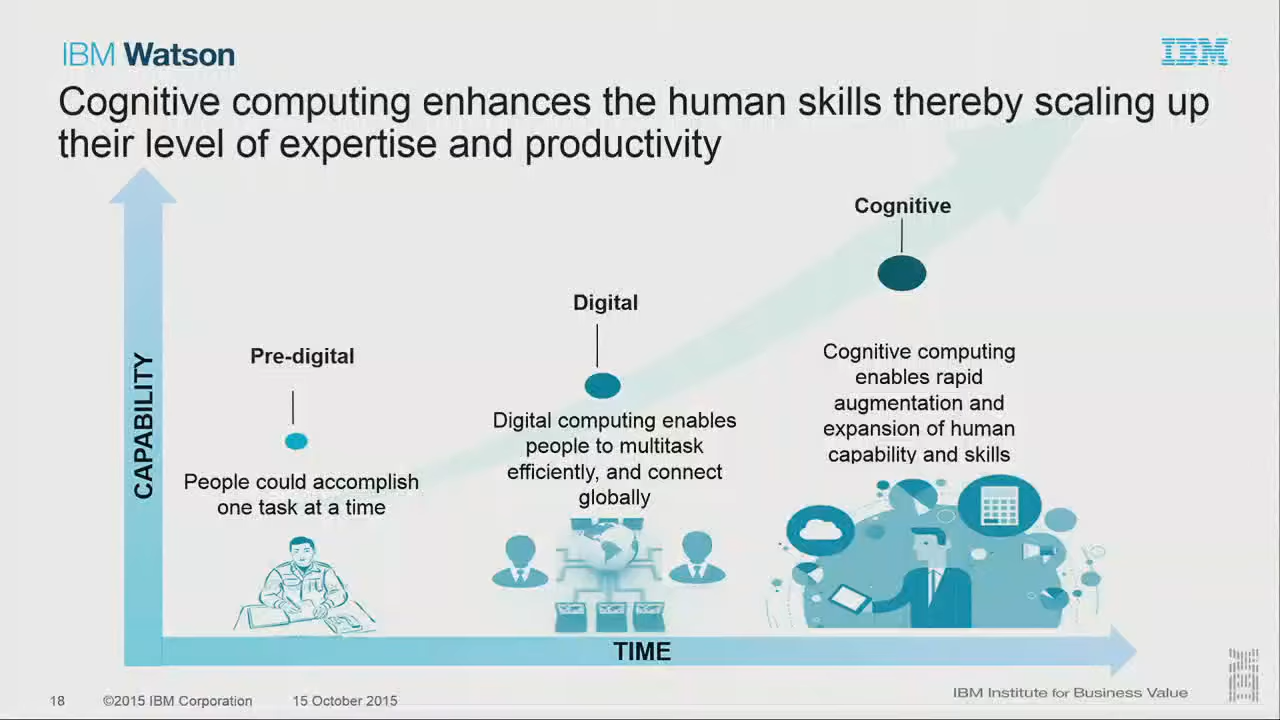 IBM Watson
IBM
Cognitive computing enhances the human skills thereby scaling up
their level of expertise and productivity
Cognitive
Digital
Pre-digital
Cognitive computing
enables rapid
augmentation and
expansion of human
capability and skills
Digital computing enables
people to multitask
efficiently, and connect
globally
People could accomplish
one task at a time
CAPABILITY
TIME
18 ©2015 IBM Corporation 15 October 2015
IBM Institute for Business Value
IBM